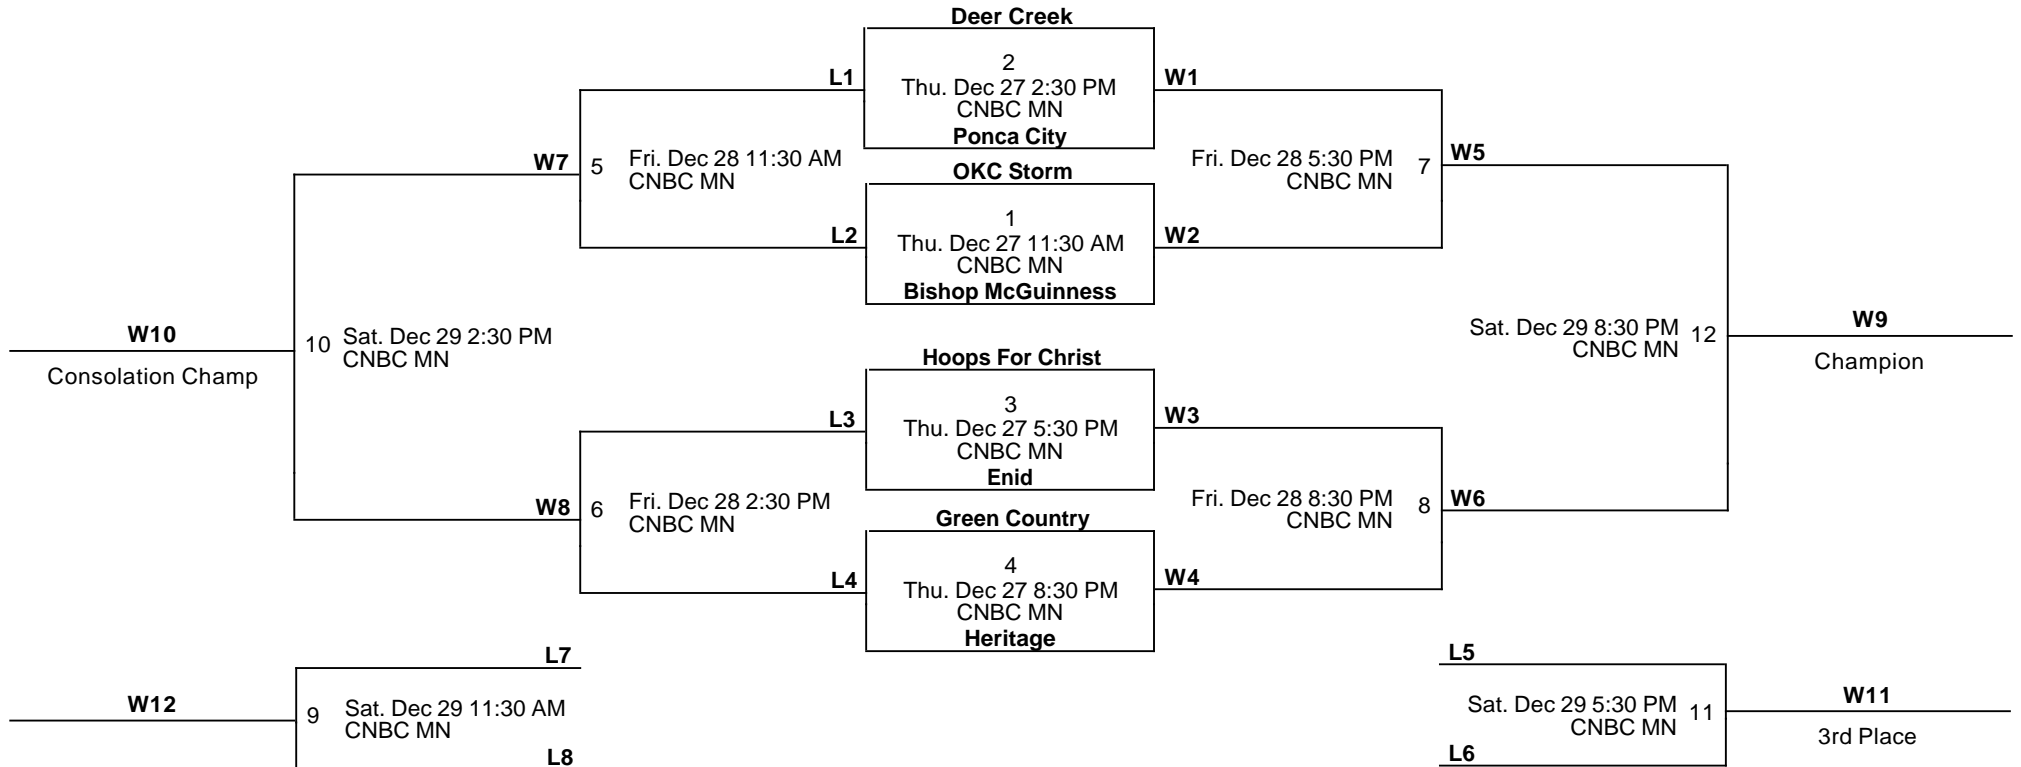 Deer Creek
2
Thu. Dec 27 2:30 PM
CNBC MN
Ponca City
L1
W1
W7
5
Fri. Dec 28 11:30 AM
CNBC MN
Fri. Dec 28 5:30 PM
CNBC MN
7
W5
OKC Storm
1
Thu. Dec 27 11:30 AM
CNBC MN
Bishop McGuinness
L2
W2
W10
Consolation Champ
10
Sat. Dec 29 2:30 PM
CNBC MN
Sat. Dec 29 8:30 PM
CNBC MN
12
W9
Champion
Hoops For Christ
3
Thu. Dec 27 5:30 PM
CNBC MN
Enid
L3
W3
W8
6
Fri. Dec 28 2:30 PM
CNBC MN
Fri. Dec 28 8:30 PM
CNBC MN
8
W6
Green Country
4
Thu. Dec 27 8:30 PM
CNBC MN
Heritage
L4
W4
L7
W12
9
Sat. Dec 29 11:30 AM
CNBC MN
L8
L5
Sat. Dec 29 5:30 PM
CNBC MN
11
W11
3rd Place
L6